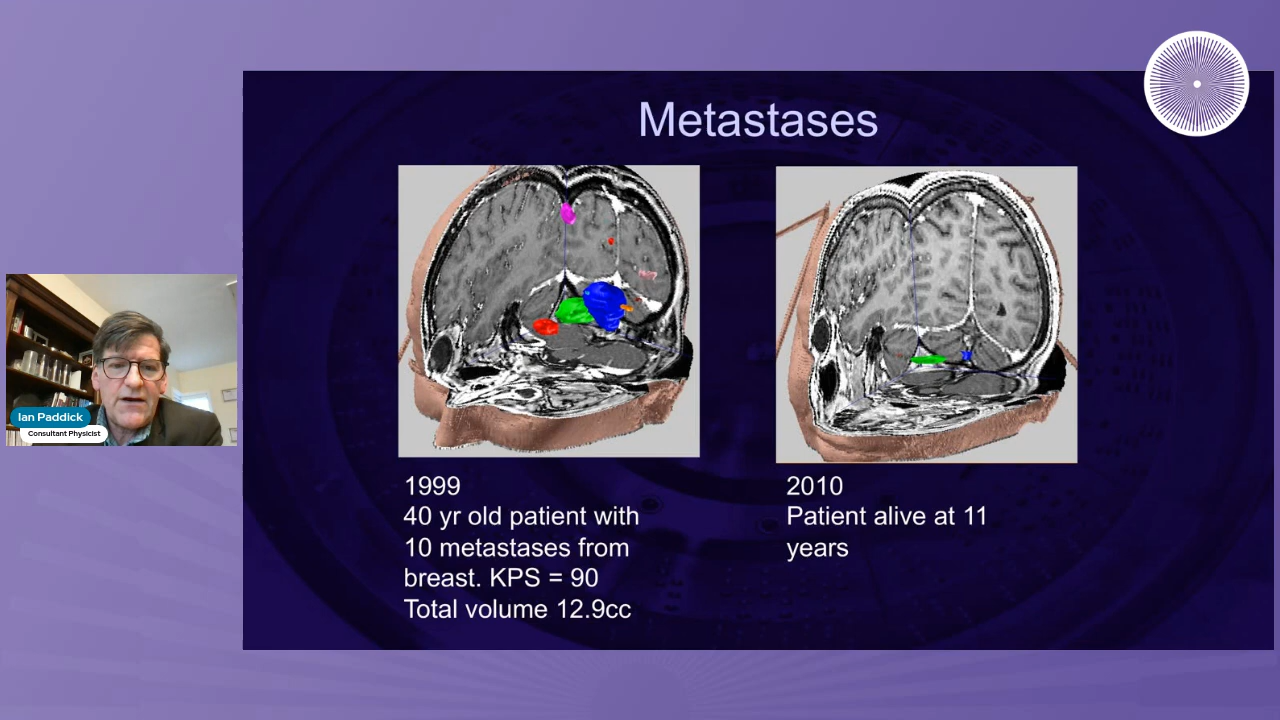 Metastases
1999
40 yr old patient with
10 metastases from
breast. KPS = 90
Total volume 12.9cc
2010
Patient alive at 11
years
Ian Paddick
Consultant Physicist